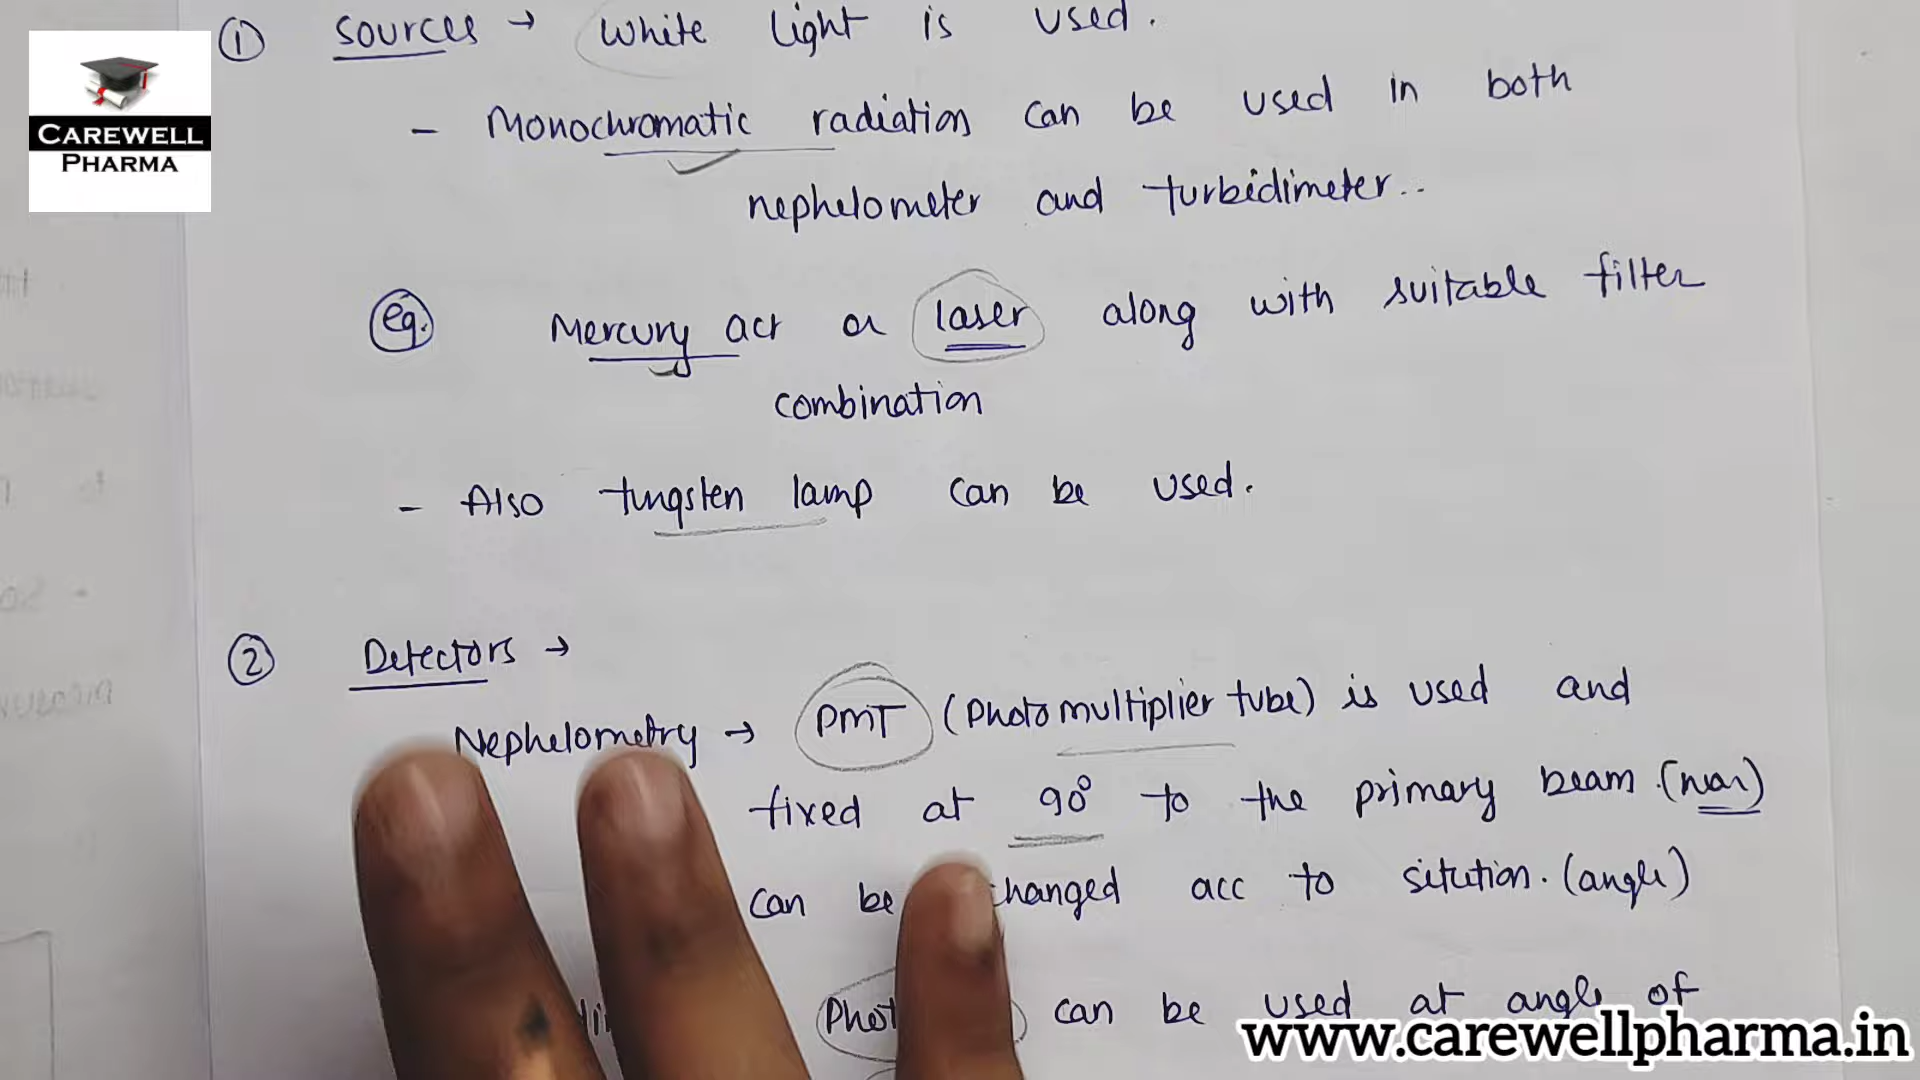 ① Sources → White light is used.
CAREWELL
PHARMA
- Monochromatic radiation can be used in both
nephelometer and turbidimeter..
eg. Mercury act or laser along with suitable filter
combination
- Also tungsten lamp can be used.
② Detectors →
Nephelometry → PMT (Photomultiplier tube) is used and
fixed at 90° to the primary beam. (near)
can be changed acc to sitution. (angle)
can be used at angle of
www.carewellpharma.in